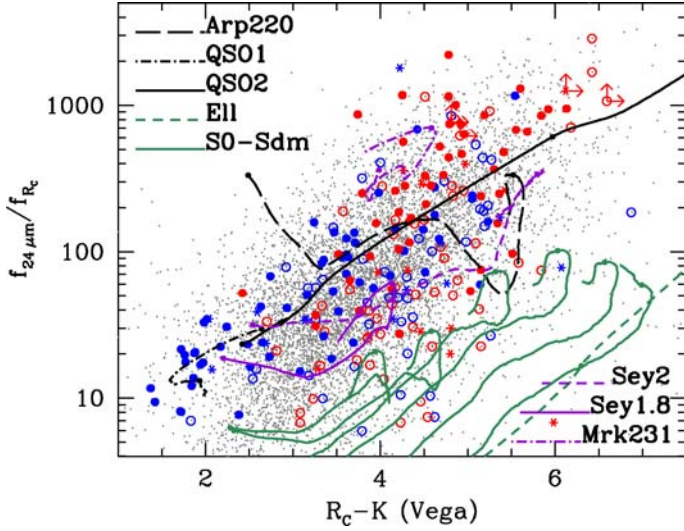 Arp220
QSO1
QSO2
Ell
S0-Sdm
1000
100
10
f24 μm/fRc
Sey2
Sey1.8
Mrk231
2
4
6
Rc-K (Vega)